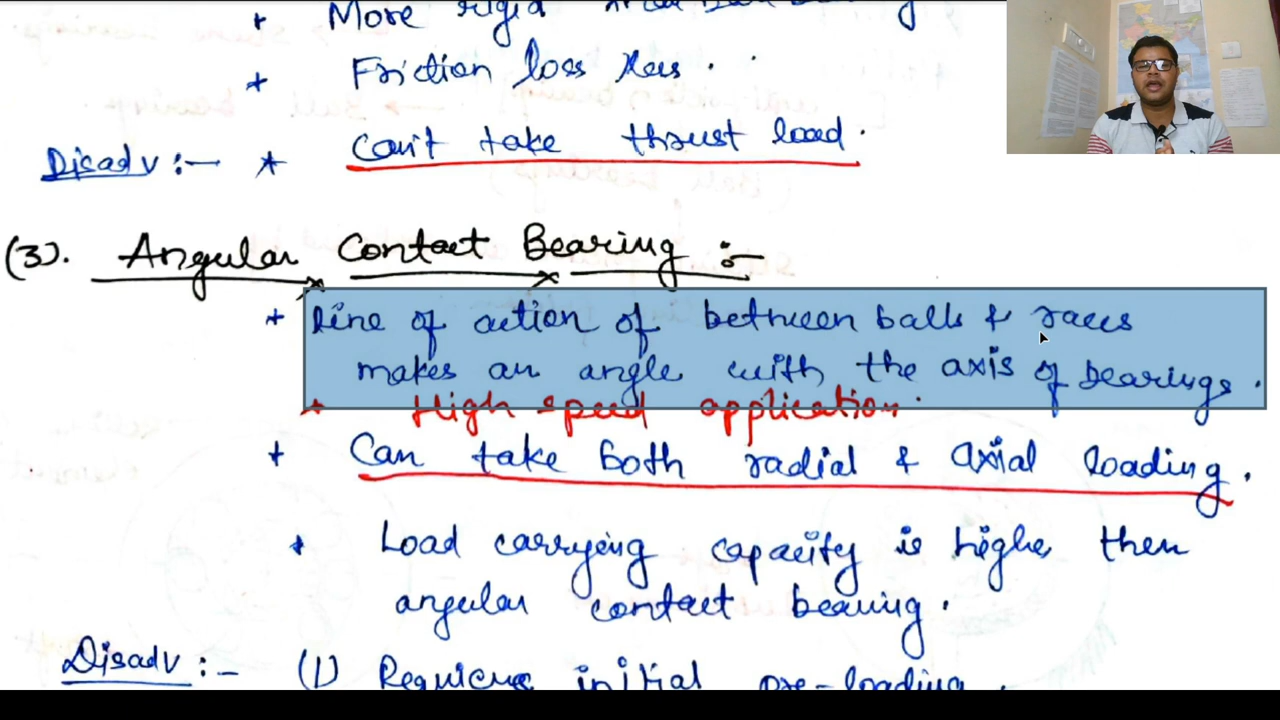 * More rigid
* Friction loss less.
Disadv :- * Can't take thrust load.
(3). Angular Contact Bearing :-
* Line of action of between balls & races
makes an angle with the axis of bearings.
* High speed application.
* Can take both radial & axial loading.
* Load carrying capacity is higher then
angular contact bearing.
Disadv :- (1) Requires initial pre-loading.